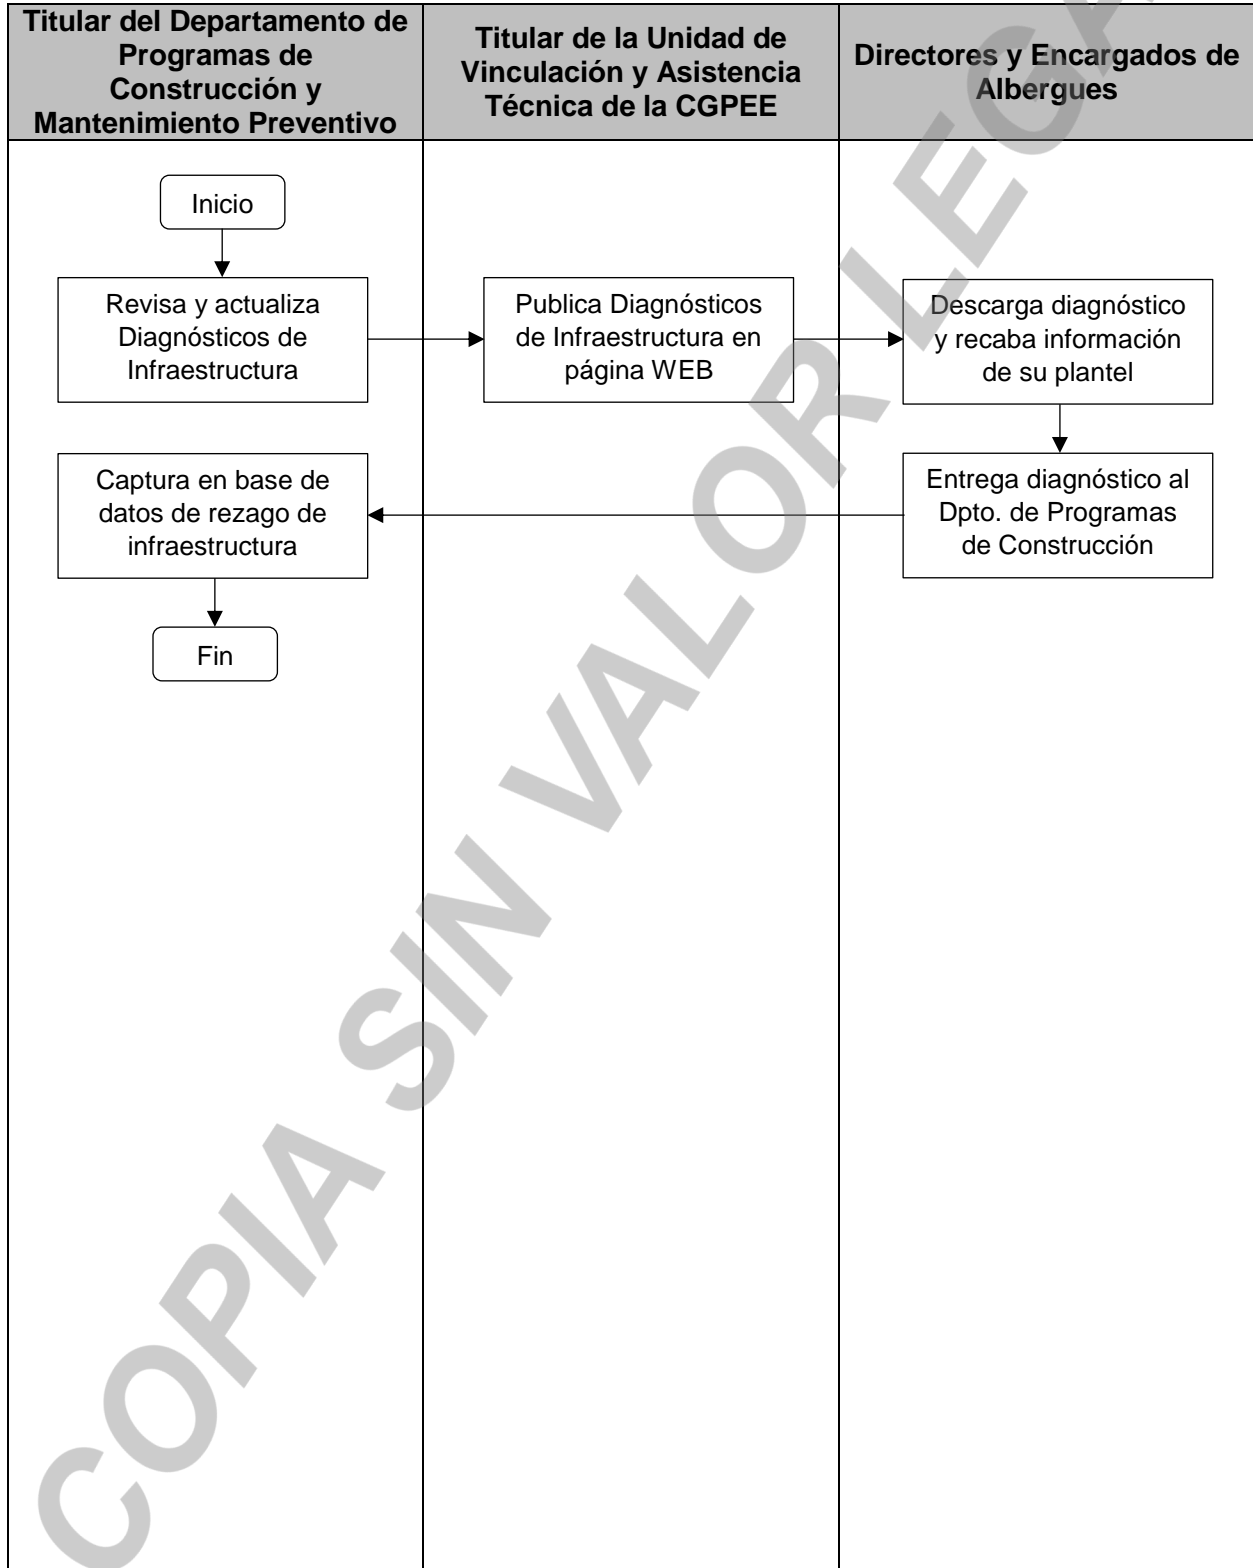 Titular del Departamento de
Programas de
Construcción y
Mantenimiento Preventivo
Titular de la Unidad de
Vinculación y Asistencia
Técnica de la CGPEE
Directores y Encargados de
Albergues
Inicio
Revisa y actualiza
Diagnósticos de
Infraestructura
Publica Diagnósticos
de Infraestructura en
página WEB
Descarga diagnóstico
y recaba información
de su plantel
Entrega diagnóstico al
Dpto. de Programas
de Construcción
Captura en base de
datos de rezago de
infraestructura
Fin
COPIA SIN VALOR LEGA